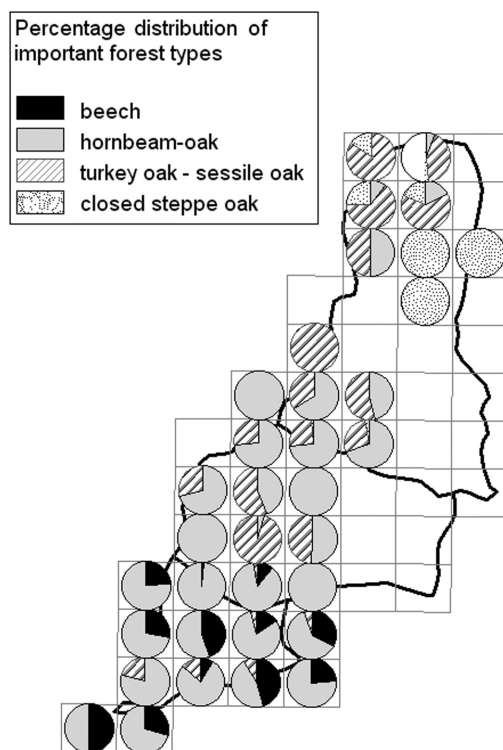 Percentage distribution of
important forest types
beech
hornbeam-oak
turkey oak - sessile oak
closed steppe oak